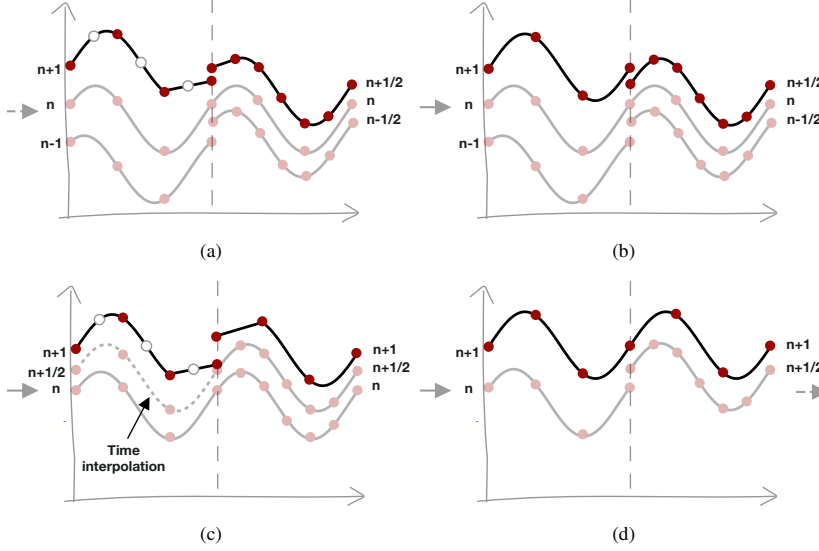 n+1
n
n-1
n+1/2
n
n-1/2
(a)
n+1
n
n-1
n+1/2
n
n-1/2
(b)
n+1
n+1/2
n
n+1
n+1/2
n
Time
interpolation
(c)
n+1
n
n+1
n+1/2
(d)